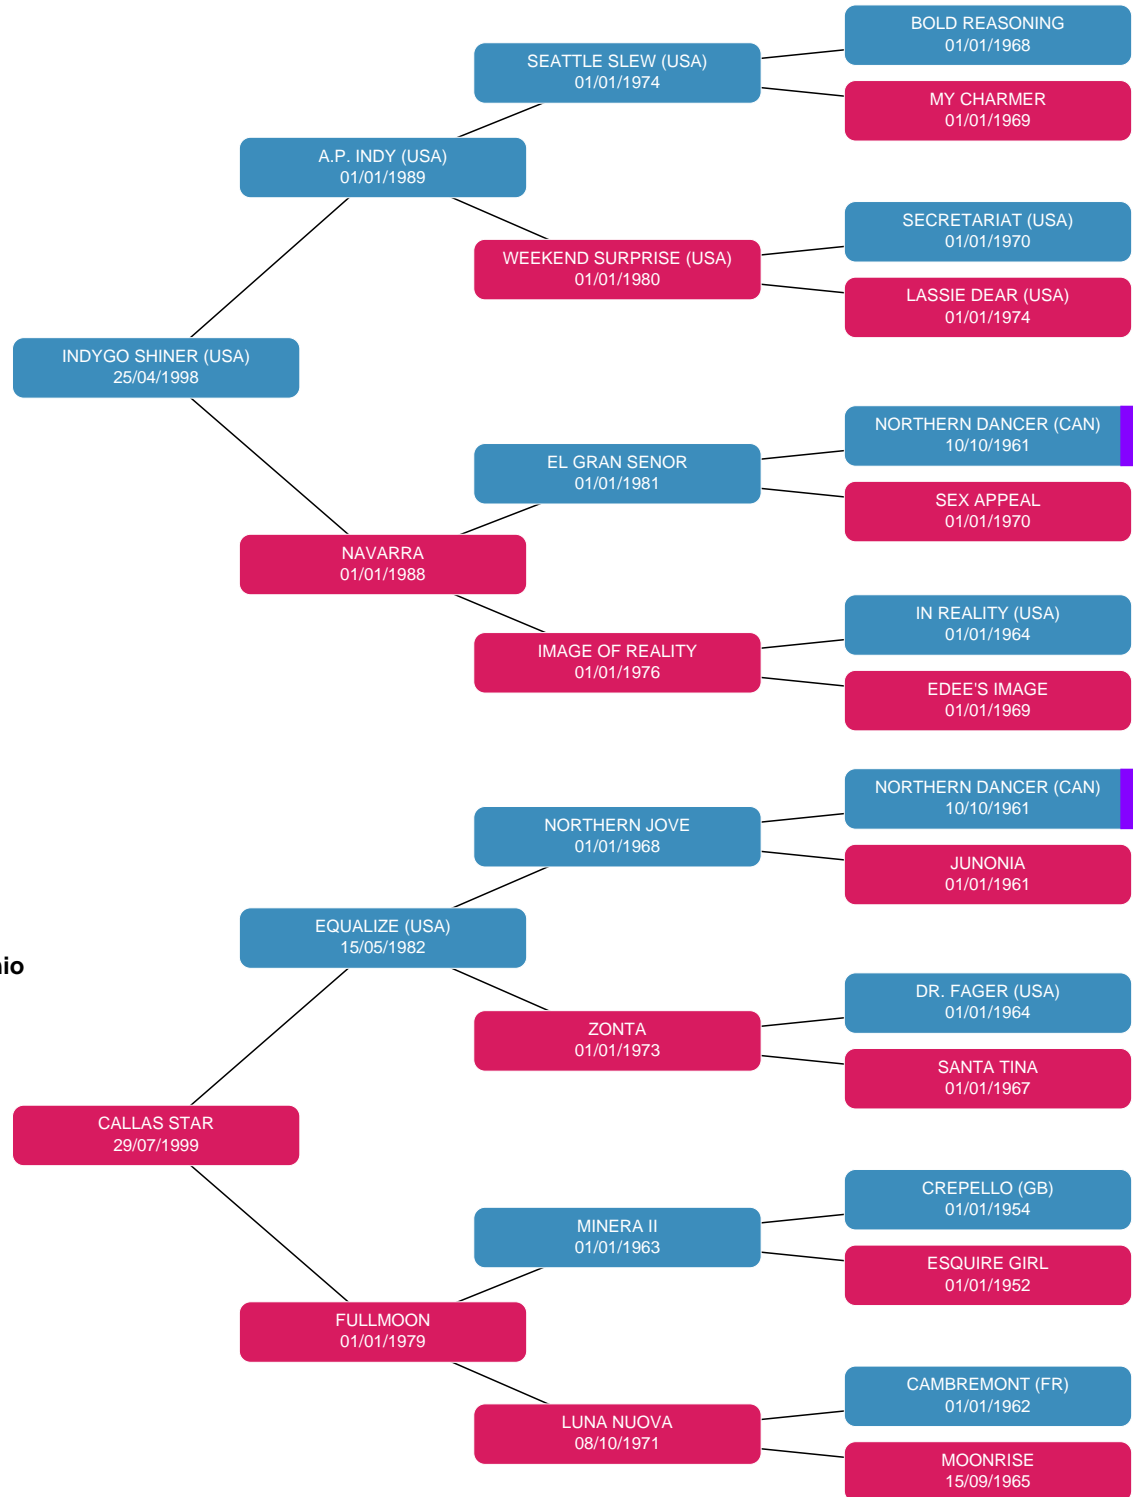 BOLD REASONING
01/01/1968
SEATTLE SLEW (USA)
01/01/1974
MY CHARMER
01/01/1969
A.P. INDY (USA)
01/01/1989
SECRETARIAT (USA)
01/01/1970
WEEKEND SURPRISE (USA)
01/01/1980
LASSIE DEAR (USA)
01/01/1974
INDYGO SHINER (USA)
25/04/1998
NORTHERN DANCER (CAN)
10/10/1961
EL GRAN SENOR
01/01/1981
SEX APPEAL
01/01/1970
NAVARRA
01/01/1988
IN REALITY (USA)
01/01/1964
IMAGE OF REALITY
01/01/1976
EDEE'S IMAGE
01/01/1969
NORTHERN DANCER (CAN)
10/10/1961
NORTHERN JOVE
01/01/1968
JUNONIA
01/01/1961
EQUALIZE (USA)
15/05/1982
nio
DR. FAGER (USA)
01/01/1964
ZONTA
01/01/1973
SANTA TINA
01/01/1967
CALLAS STAR
29/07/1999
CREPELLO (GB)
01/01/1954
MINERA II
01/01/1963
ESQUIRE GIRL
01/01/1952
FULLMOON
01/01/1979
CAMBREMONT (FR)
01/01/1962
LUNA NUOVA
08/10/1971
MOONRISE
15/09/1965